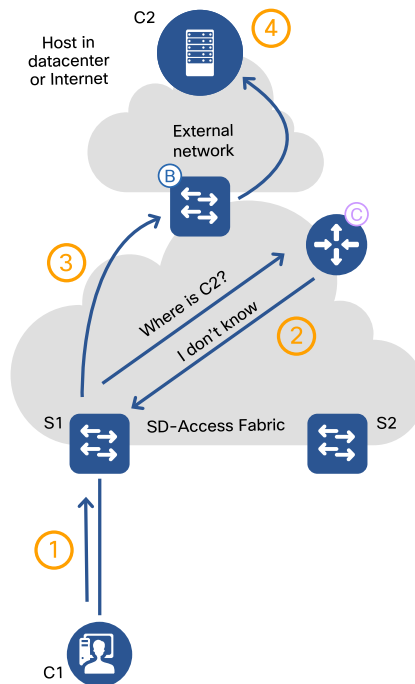 C2
4
Host in
datacenter
or Internet
External
network
B
C
3
Where is C2?
I don't know
2
S1
SD-Access Fabric
S2
1
C1